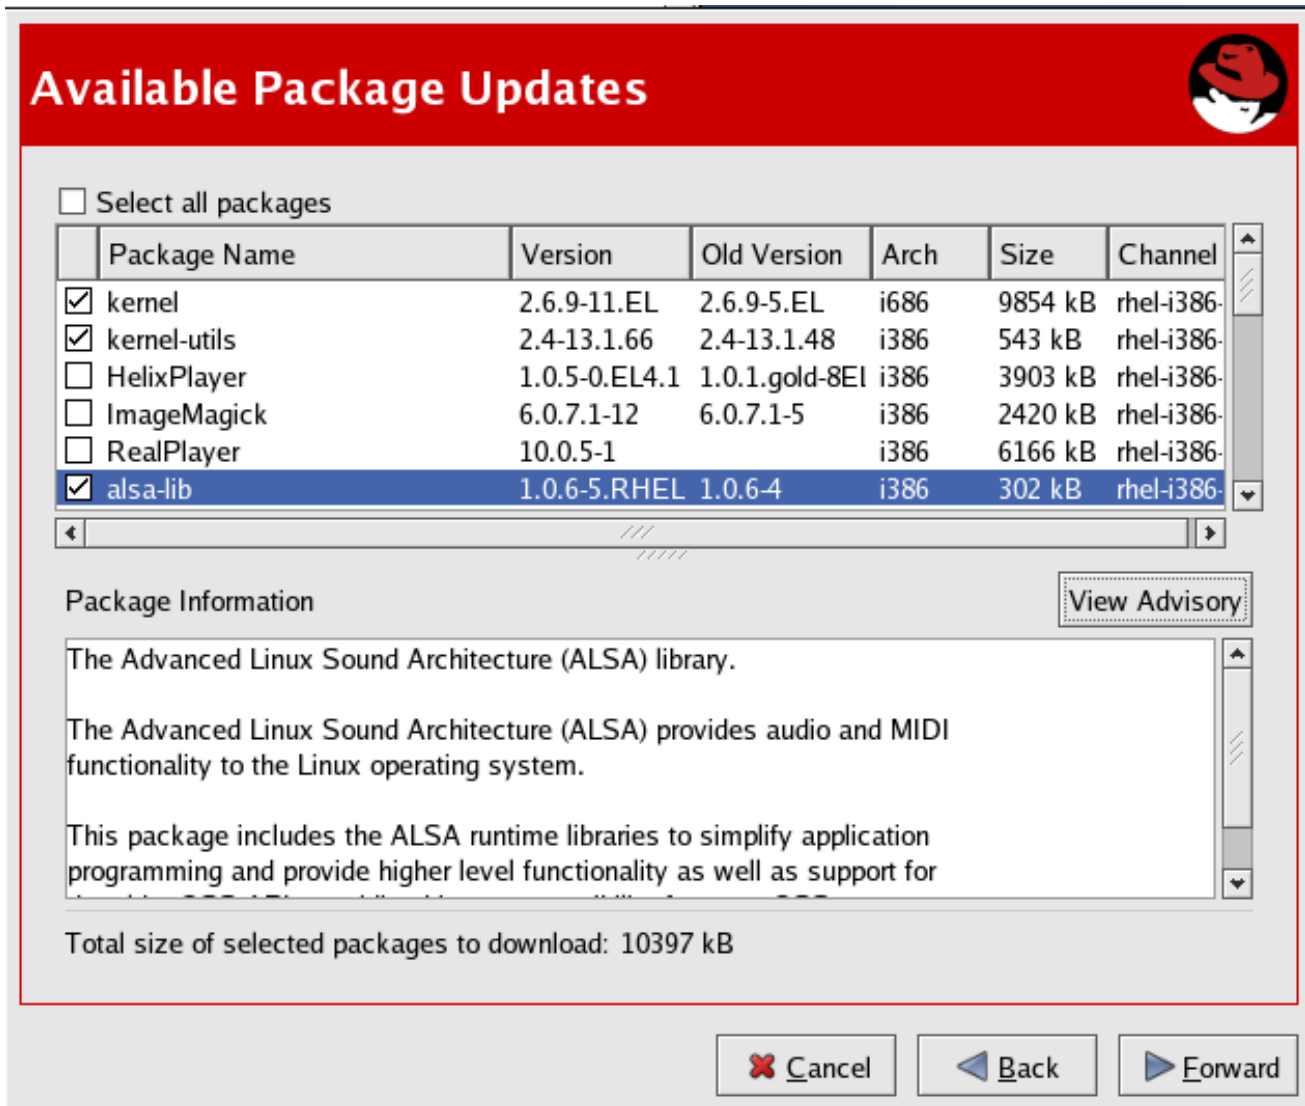 Available Package Updates
Select all packages
Package Name Version Old Version Arch Size Channel
kernel 2.6.9-11.EL 2.6.9-5.EL i686 9854 kB rhel-i386-
kernel-utils 2.4-13.1.66 2.4-13.1.48 i386 543 kB rhel-i386-
HelixPlayer 1.0.5-0.EL4.1 1.0.1.gold-8EL i386 3903 kB rhel-i386-
ImageMagick 6.0.7.1-12 6.0.7.1-5 i386 2420 kB rhel-i386-
RealPlayer 10.0.5-1 i386 6166 kB rhel-i386-
alsa-lib 1.0.6-5.RHEL 1.0.6-4 i386 302 kB rhel-i386-
Package Information
View Advisory
The Advanced Linux Sound Architecture (ALSA) library.
The Advanced Linux Sound Architecture (ALSA) provides audio and MIDI
functionality to the Linux operating system.
This package includes the ALSA runtime libraries to simplify application
programming and provide higher level functionality as well as support for
Total size of selected packages to download: 10397 kB
Cancel Back Forward